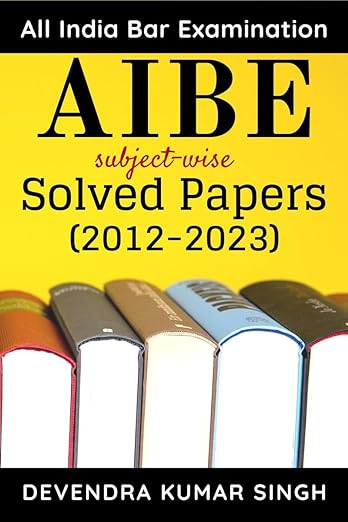 All India Bar Examination
AIBE
subject-wise
Solved Papers
(2012-2023)
DEVENDRA KUMAR SINGH